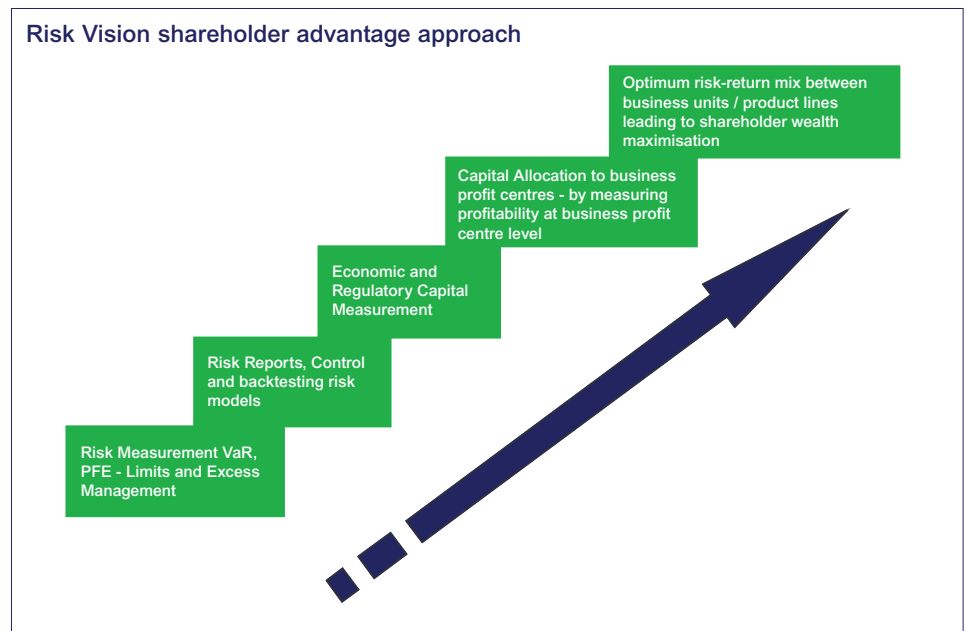 Risk Vision shareholder advantage approach
Optimum risk-return mix between
business units / product lines
leading to shareholder wealth
maximisation
Capital Allocation to business
profit centres - by measuring
profitability at business profit
centre level
Economic and
Regulatory Capital
Measurement
Risk Reports, Control
and backtesting risk
models
Risk Measurement VaR,
PFE - Limits and Excess
Management